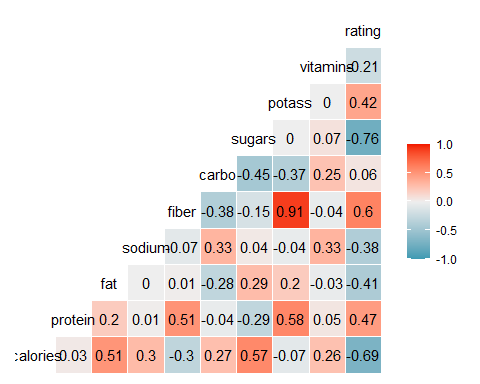 rating
vitamins -0.21
potass 0 0.42
sugars 0 0.07 -0.76
carbo -0.45 -0.37 0.25 0.06
fiber -0.38 -0.15 0.91 -0.04 0.6
sodium -0.07 0.33 0.04 -0.04 0.33 -0.38
fat 0 0.01 -0.28 0.29 0.2 -0.03 -0.41
protein 0.2 0.01 0.51 -0.04 -0.29 0.58 0.05 0.47
calories 0.03 0.51 0.3 -0.3 0.27 0.57 -0.07 0.26 -0.69
1.0
0.5
0.0
-0.5
-1.0